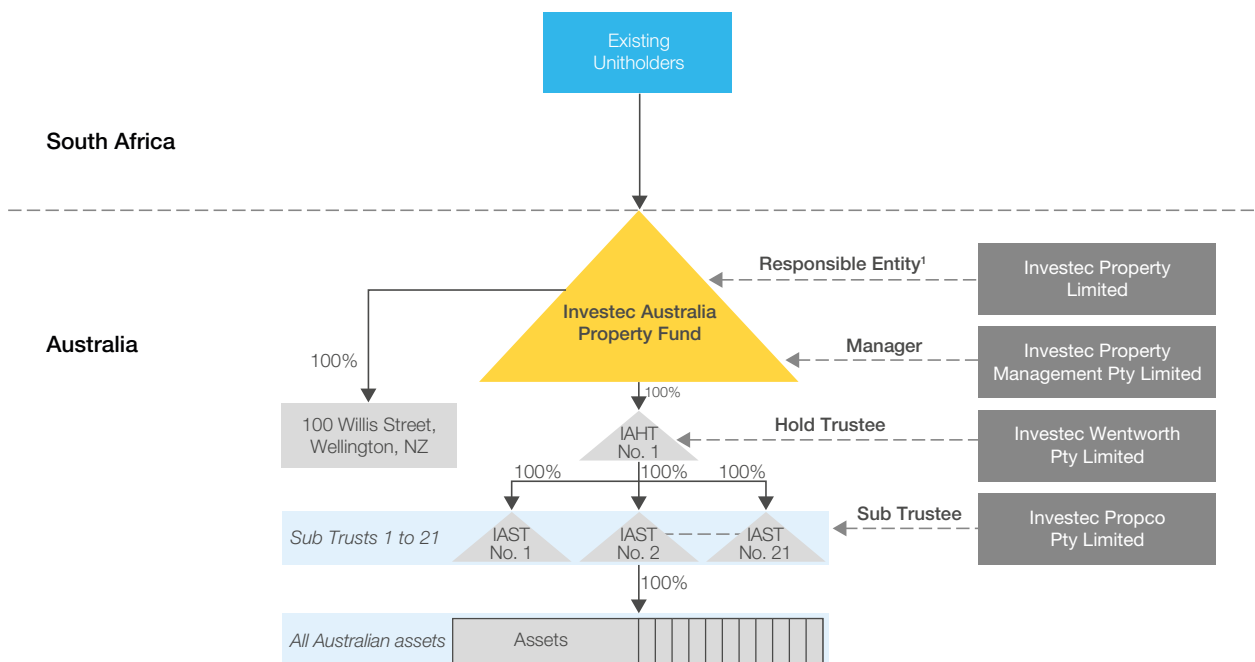 Existing
Unitholders
South Africa
Responsible Entity¹
Investec Property
Limited
Investec Australia
Property Fund
Australia
100%
Manager
Investec Property
Management Pty Limited
100%
100 Willis Street,
Wellington, NZ
IAHT
No. 1
Hold Trustee
Investec Wentworth
Pty Limited
100%
100%
100%
Sub Trusts 1 to 21
IAST
No. 1
IAST
No. 2
IAST
No. 21
Sub Trustee
Investec Propco
Pty Limited
100%
All Australian assets
Assets